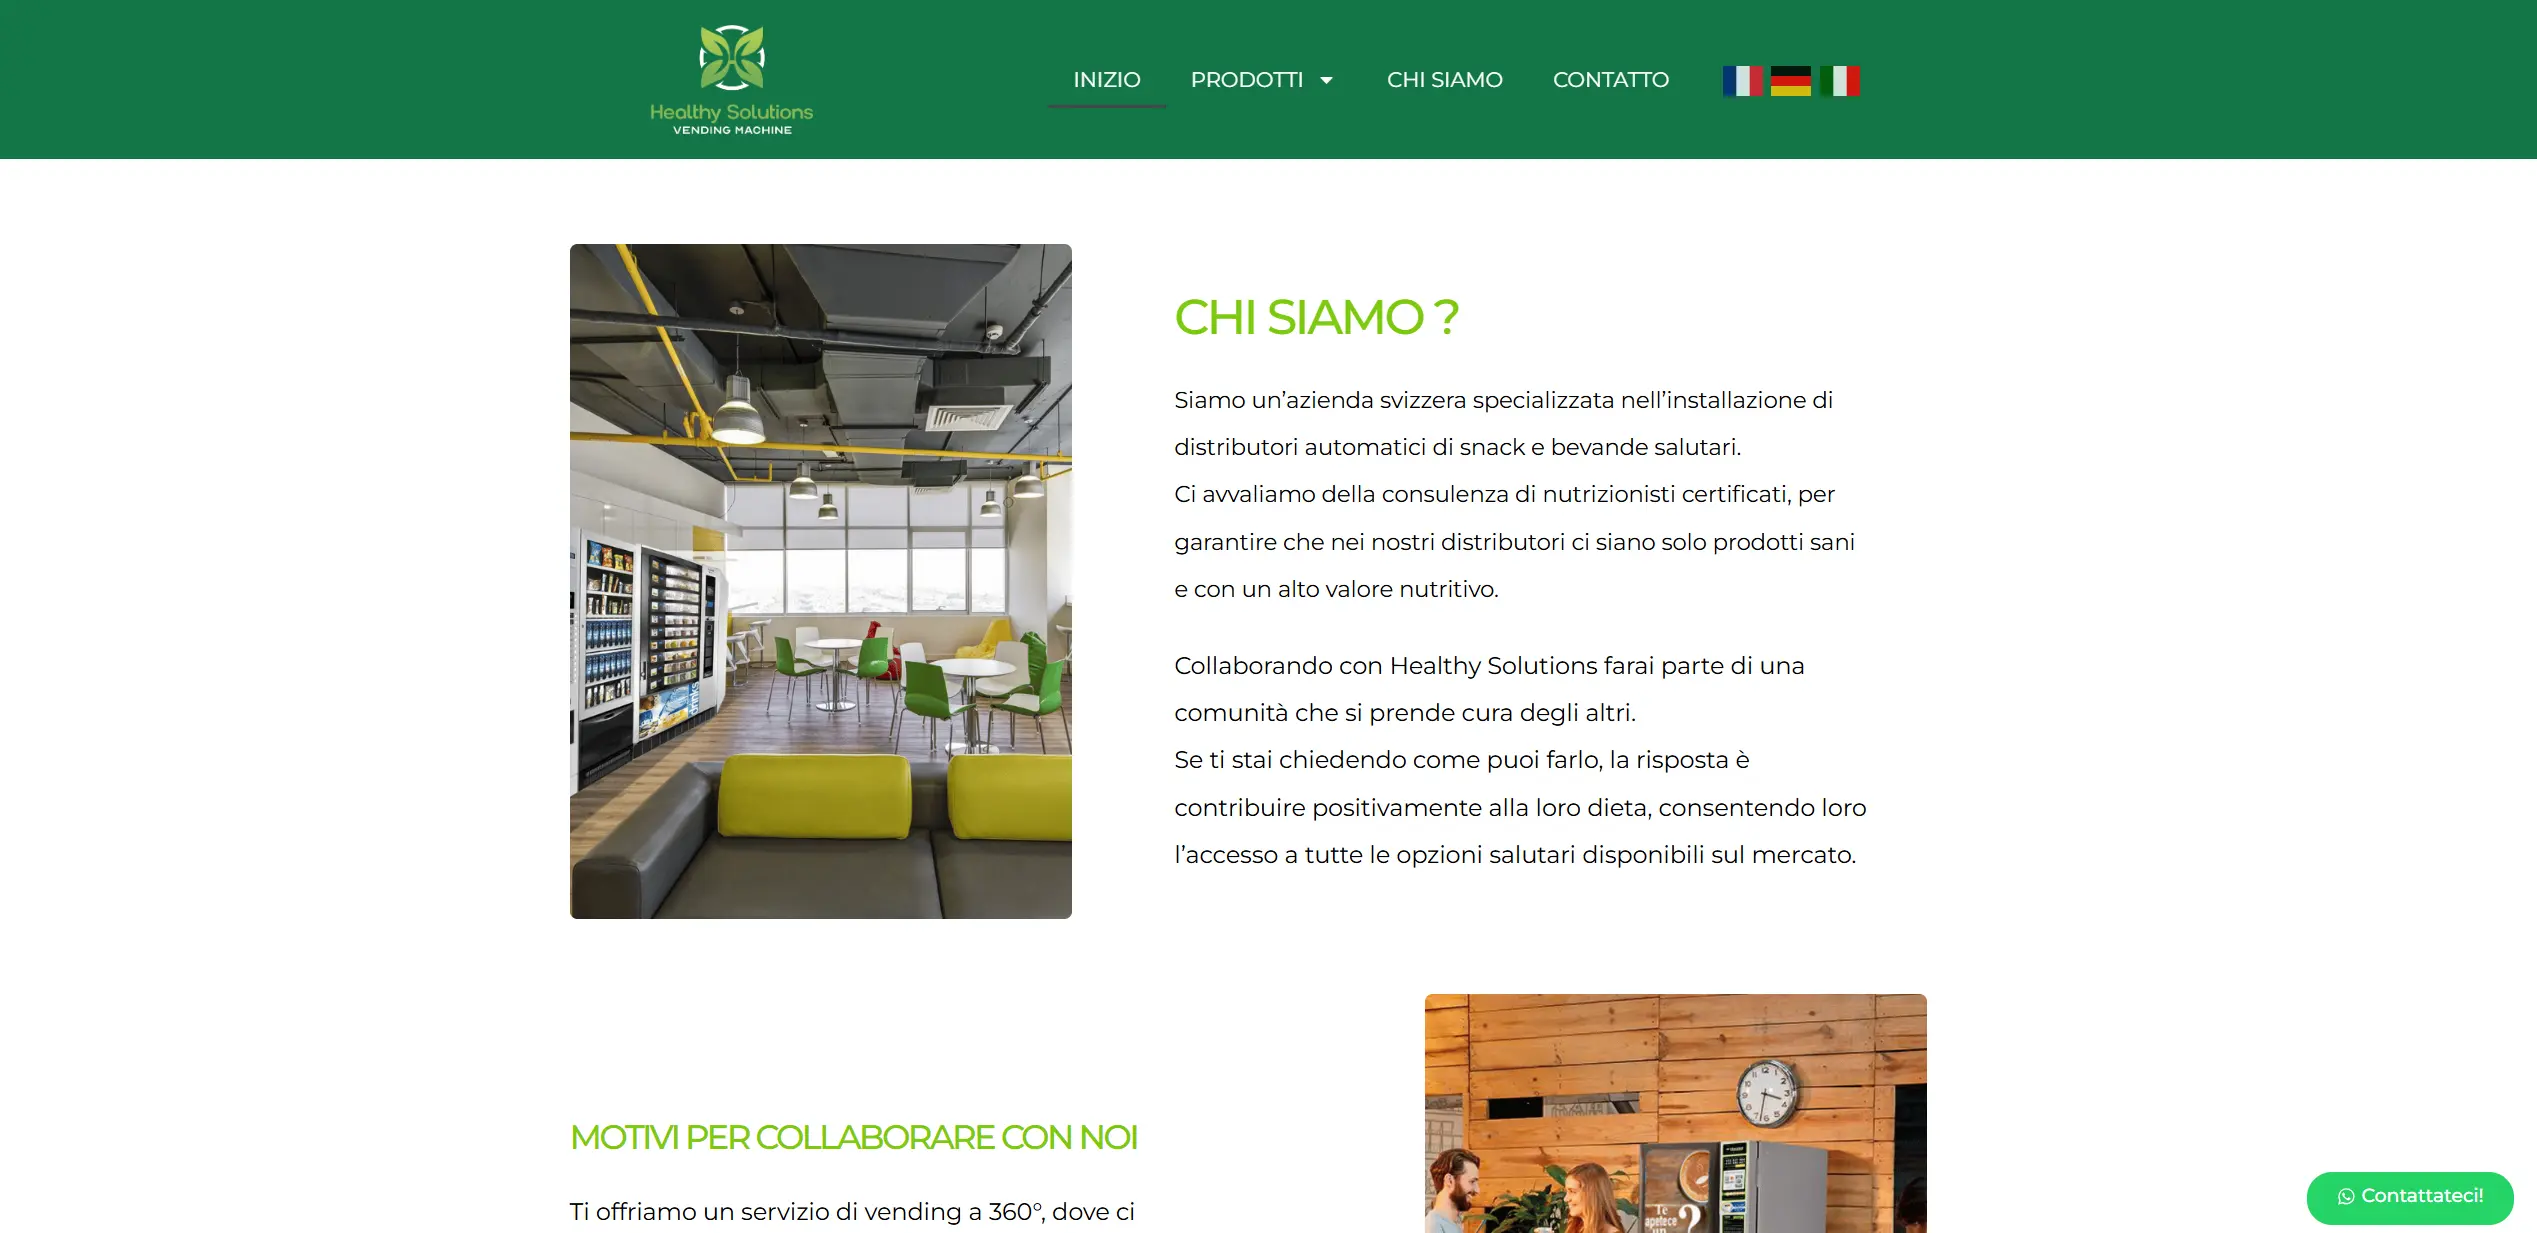 Healthy Solutions
VENDING MACHINE
INIZIO
PRODOTTI
CHI SIAMO
CONTATTO
CHI SIAMO ?
Siamo un’azienda svizzera specializzata nell’installazione di
distributori automatici di snack e bevande salutari.
Ci avvaliamo della consulenza di nutrizionisti certificati, per
garantire che nei nostri distributori ci siano solo prodotti sani
e con un alto valore nutritivo.
Collaborando con Healthy Solutions farai parte di una
comunità che si prende cura degli altri.
Se ti stai chiedendo come puoi farlo, la risposta è
contribuire positivamente alla loro dieta, consentendo loro
l’accesso a tutte le opzioni salutari disponibili sul mercato.
drinks
MOTIVI PER COLLABORARE CON NOI
Ti offriamo un servizio di vending a 360°, dove ci
Te
apetece
un
?
Contattateci!